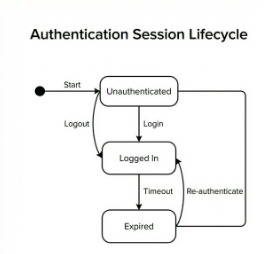 Authentication Session Lifecycle
Start
Unauthenticated
Logout
Login
Logged In
Timeout
Re-authenticate
Expired